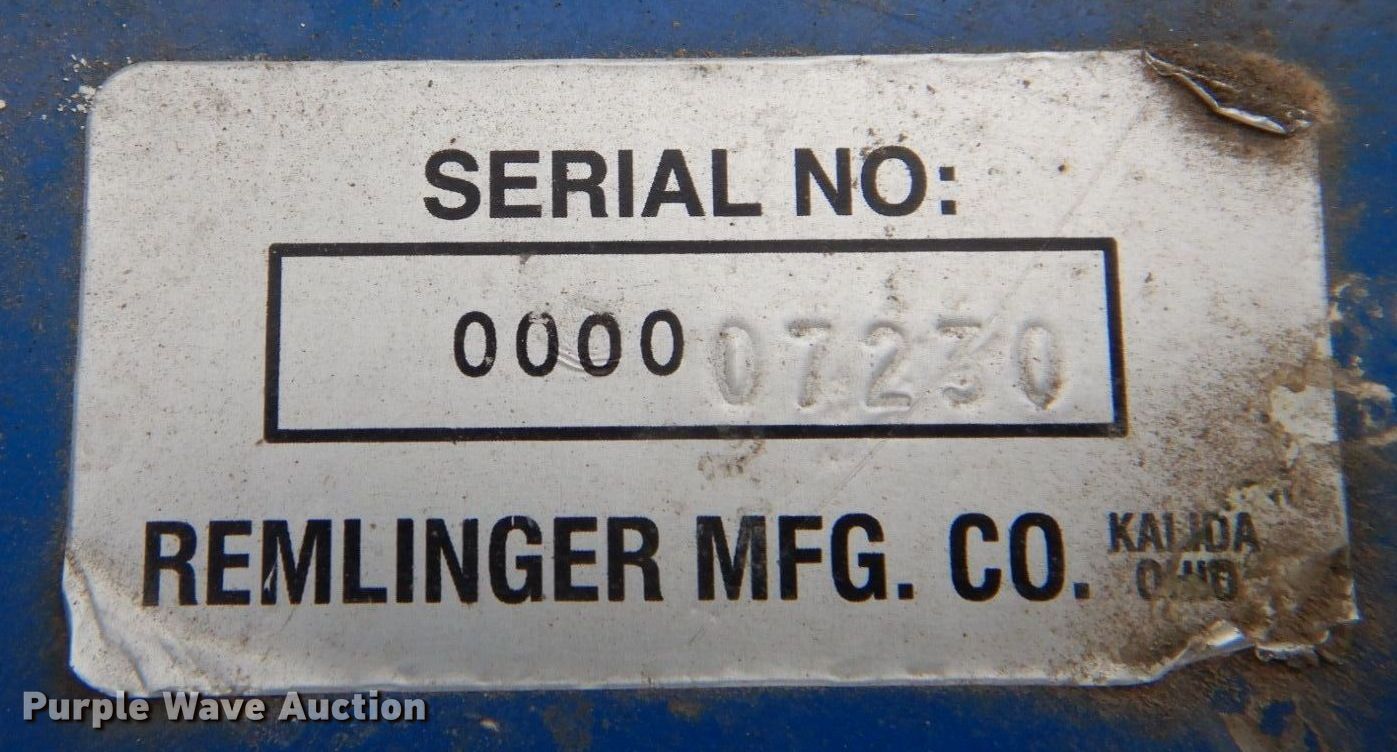 SERIAL NO:
0000 07230
REMLINGER MFG. CO. KALIDA
OHIO
Purple Wave Auction